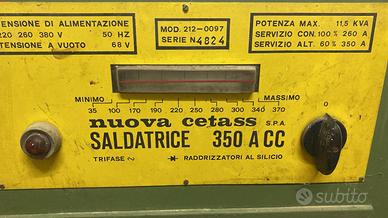 TENSIONE DI ALIMENTAZIONE
220 260 380 V 50 HZ
TENSIONE A VUOTO 68 V
MOD. 212-0097
SERIE N 4824
POTENZA MAX. 11,5 KVA
SERVIZIO CON. 100% 260 A
SERVIZIO ALT. 60% 350 A
MINIMO MASSIMO
35 100 170 190 220 240 260 280 300 340 370
0
nuova cetass S.P.A.
SALDATRICE 350 A CC
TRIFASE RADDRIZZATORI AL SILICIO
subito